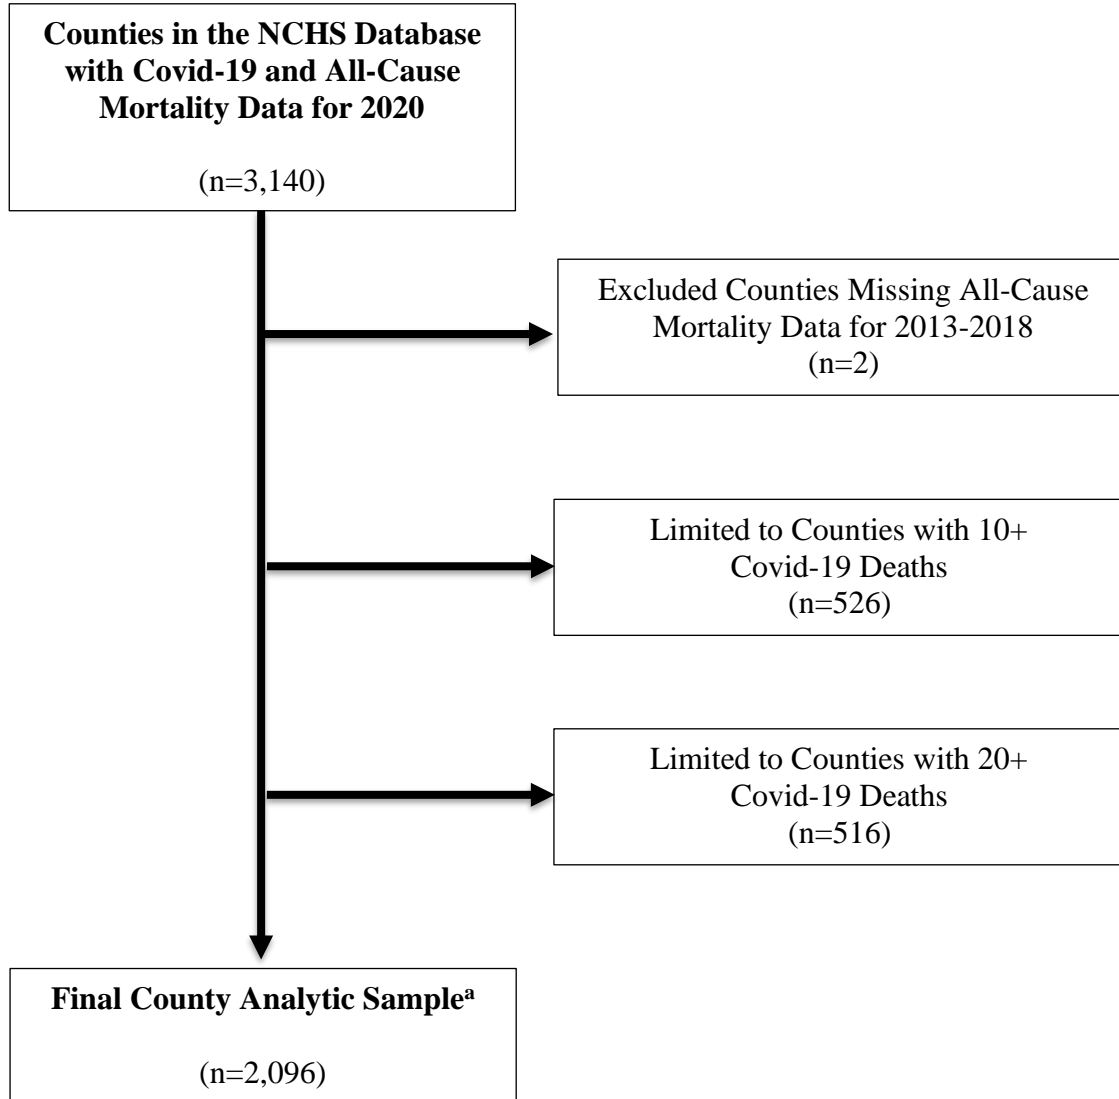 Counties in the NCHS Database
with Covid-19 and All-Cause
Mortality Data for 2020
(n=3,140)
Excluded Counties Missing All-Cause
Mortality Data for 2013-2018
(n=2)
Limited to Counties with 10+
Covid-19 Deaths
(n=526)
Limited to Counties with 20+
Covid-19 Deaths
(n=516)
Final County Analytic Sampleᵃ
(n=2,096)